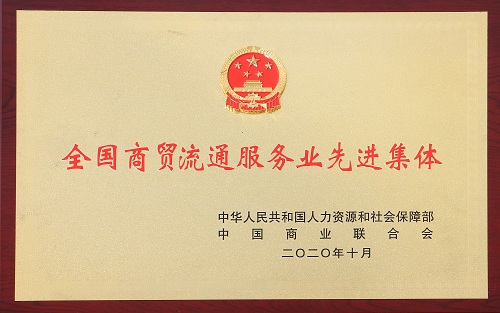 全国商贸流通服务业先进集体
中华人民共和国人力资源和社会保障部
中国商业联合会
二〇二〇年十月